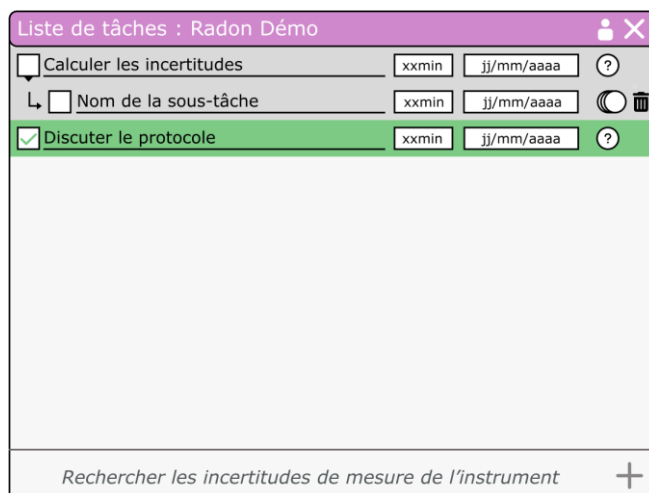 Liste de tâches : Radon Démo
Calculer les incertitudes xxmin jj/mm/aaaa ?
Nom de la sous-tâche xxmin jj/mm/aaaa
Discuter le protocole xxmin jj/mm/aaaa ?
Rechercher les incertitudes de mesure de l’instrument